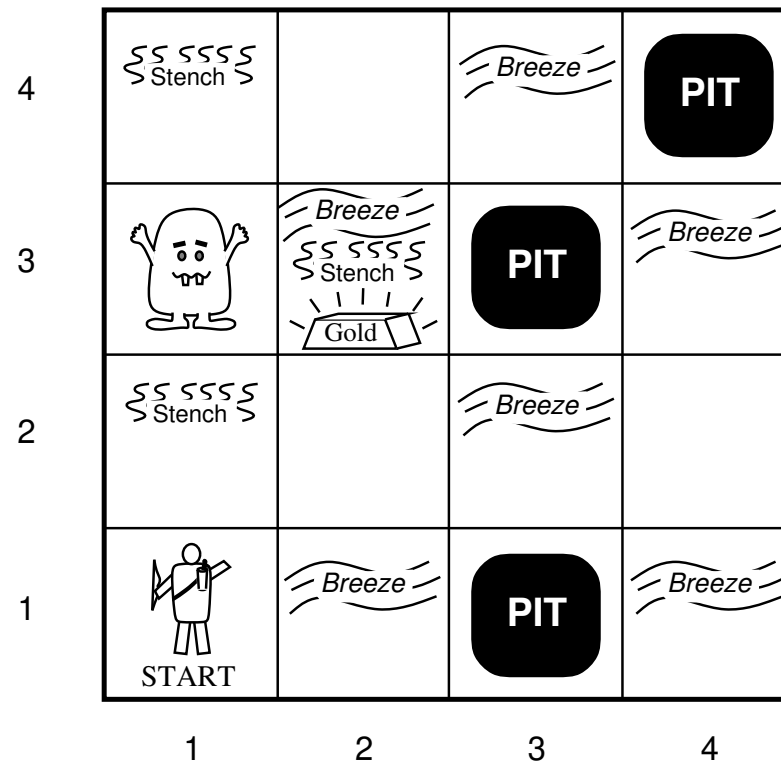 4
Stench
Breeze
PIT
3
Breeze
Stench
Gold
PIT
Breeze
2
Stench
Breeze
1
START
Breeze
PIT
Breeze
1 2 3 4